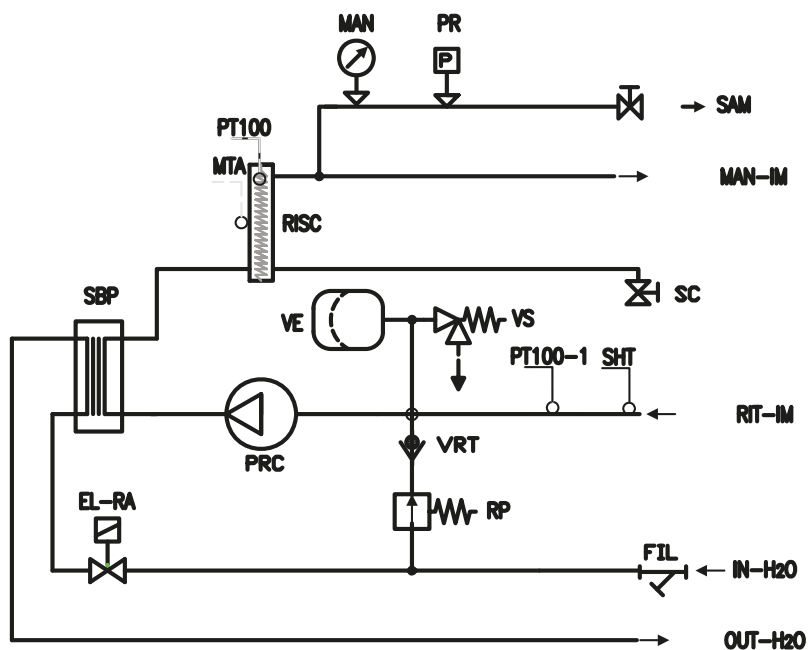 MAN
PR
P
SAM
PT100
MTA
MAN-IM
RISC
SBP
SC
VE
VS
PT100-1
SHT
RIT-IM
PRC
VRT
EL-RA
RP
FIL
IN-H2O
OUT-H2O